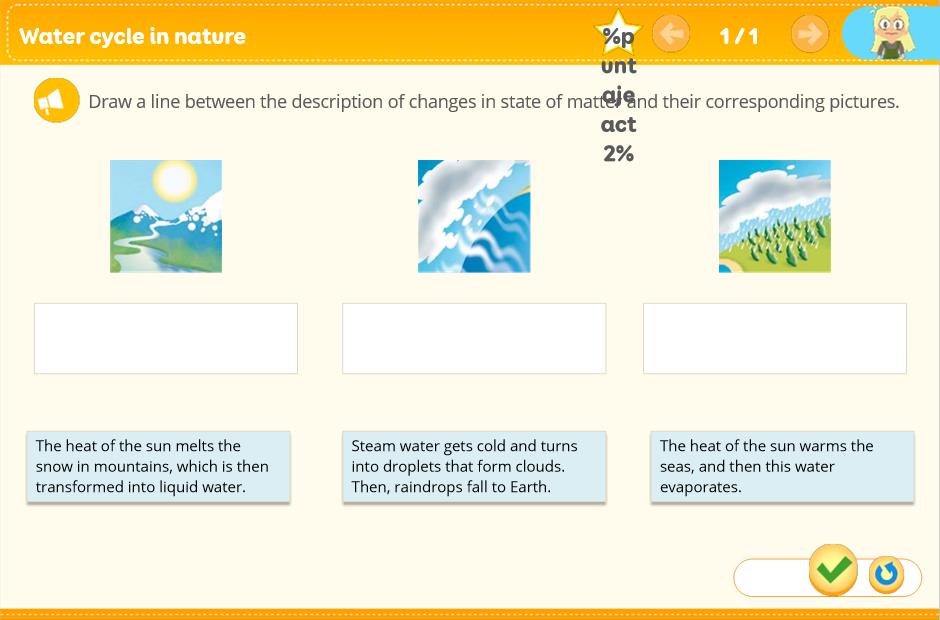 Water cycle in nature
%p
unt
aje
act
2%
1 / 1
Draw a line between the description of changes in state of matter and their corresponding pictures.
The heat of the sun melts the
snow in mountains, which is then
transformed into liquid water.
Steam water gets cold and turns
into droplets that form clouds.
Then, raindrops fall to Earth.
The heat of the sun warms the
seas, and then this water
evaporates.